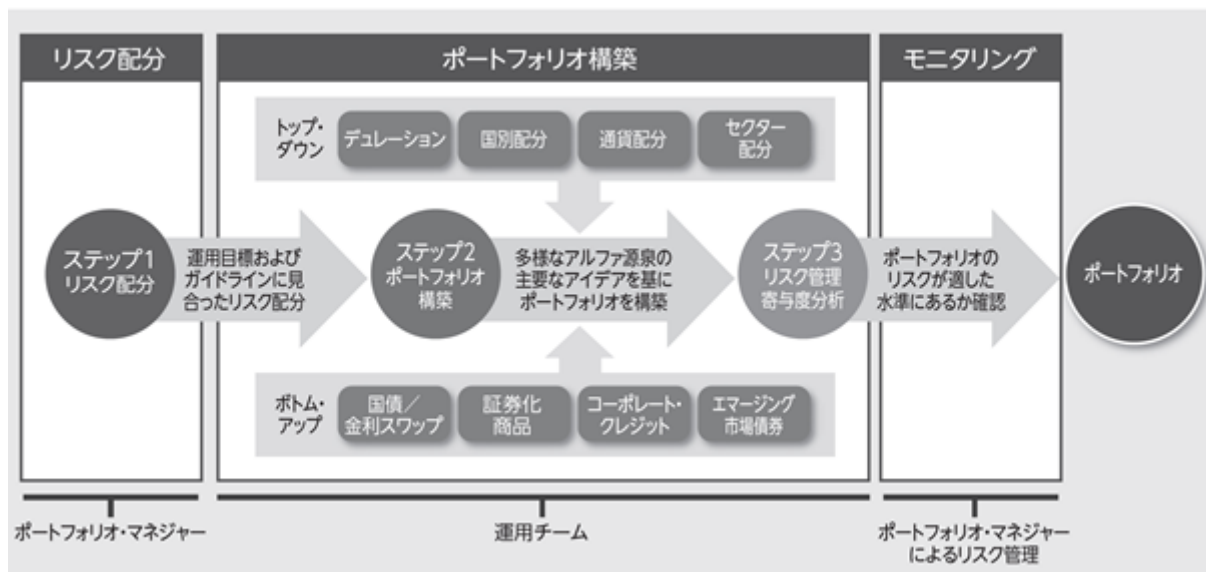 リスク配分
ポートフォリオ構築
モニタリング
トップ・
ダウン
デュレーション
国別配分
通貨配分
セクター
配分
ステップ1
リスク配分
運用目標および
ガイドラインに見
合ったリスク配分
ステップ2
ポートフォリオ
構築
多様なアルファ源泉の
主要なアイデアを基に
ポートフォリオを構築
ステップ3
リスク管理
寄与度分析
ポートフォリオの
リスクが適した
水準にあるか確認
ポートフォリオ
ボトム・
アップ
国債／
金利スワップ
証券化
商品
コーポレート・
クレジット
エマージング
市場債券
ポートフォリオ・マネジャー
運用チーム
ポートフォリオ・マネジャー
によるリスク管理